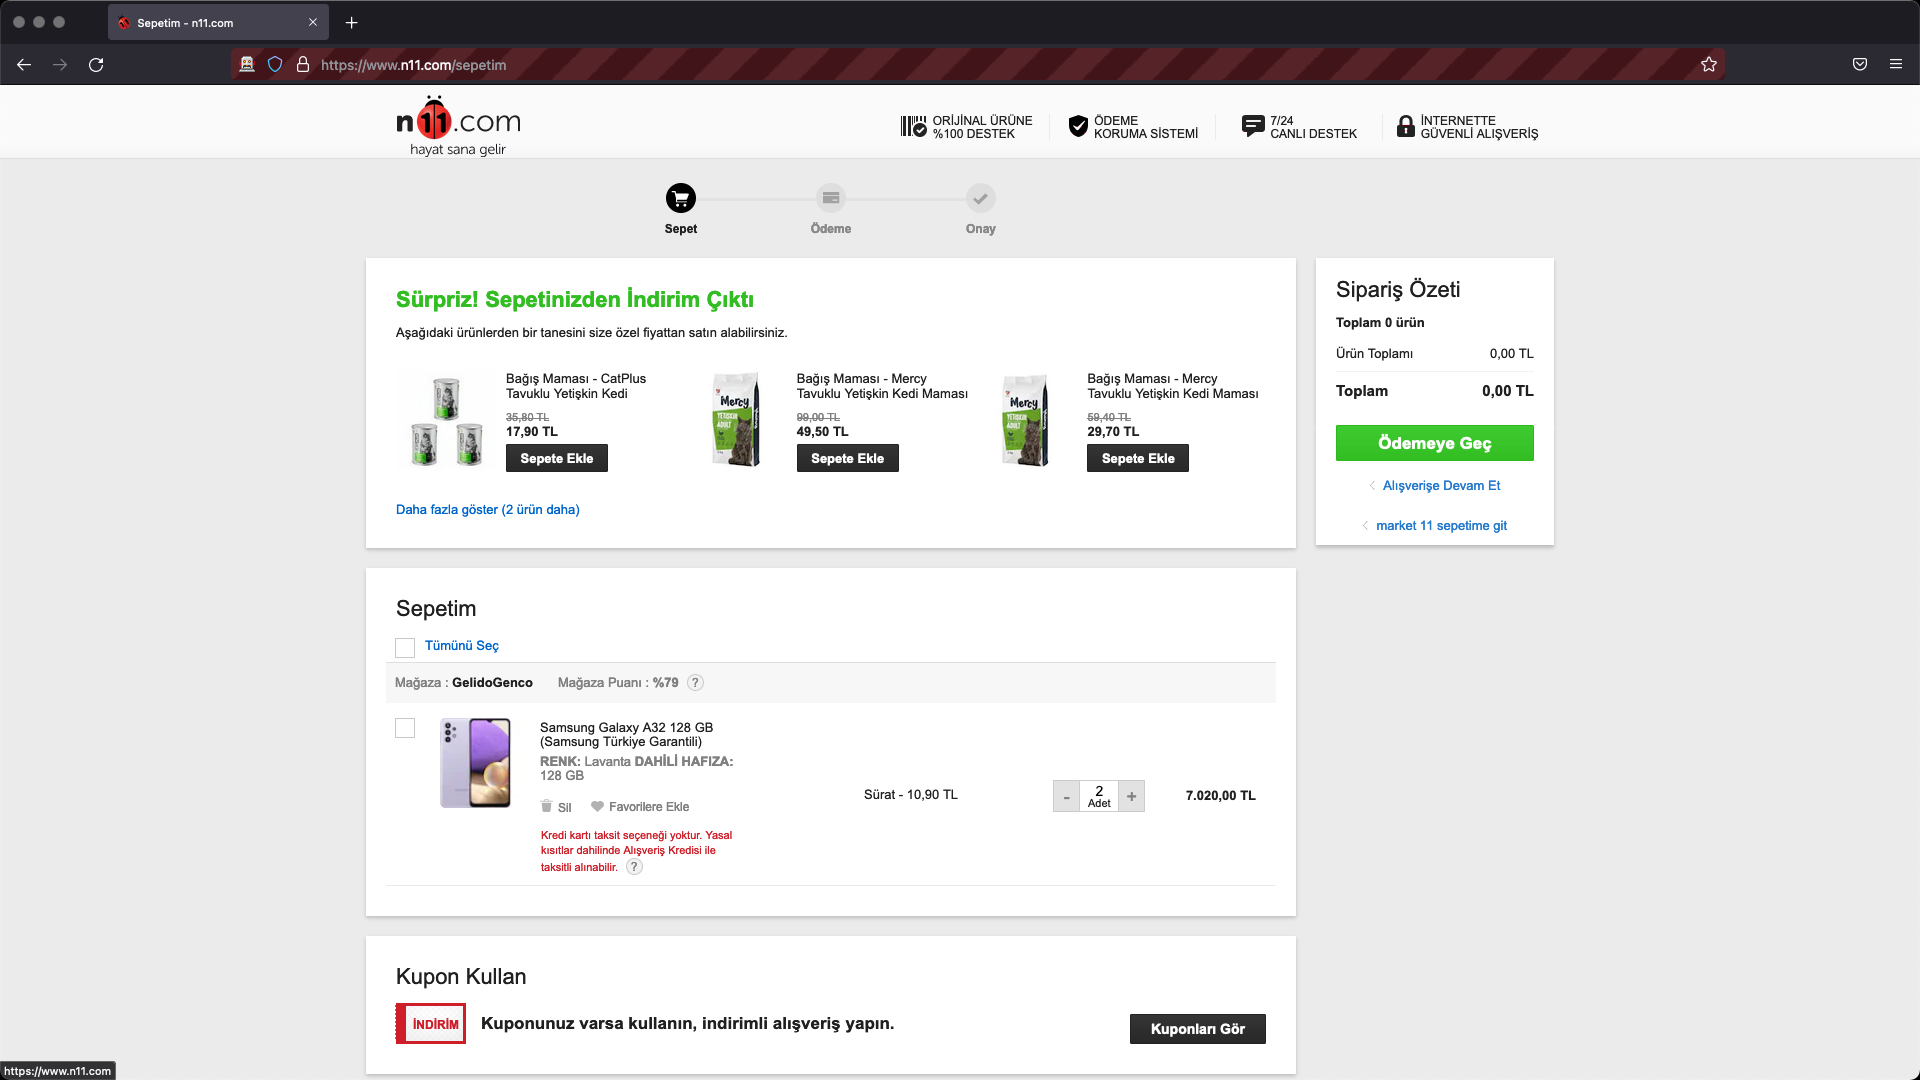 Sepetim - n11.com
https://www.n11.com/sepetim
n11.com
hayat sana gelir
ORİJİNAL ÜRÜNE
%100 DESTEK
ÖDEME
KORUMA SİSTEMİ
7/24
CANLI DESTEK
İNTERNETTE
GÜVENLİ ALIŞVERİŞ
Sepet
Ödeme
Onay
Sürpriz! Sepetinizden İndirim Çıktı
Aşağıdaki ürünlerden bir tanesini size özel fiyattan satın alabilirsiniz.
Bağış Maması - CatPlus
Tavuklu Yetişkin Kedi
35,80 TL
17,90 TL
Sepete Ekle
Mercy
YETİŞKİN
ADULT
Bağış Maması - Mercy
Tavuklu Yetişkin Kedi Maması
99,00 TL
49,50 TL
Sepete Ekle
Mercy
YETİŞKİN
ADULT
Bağış Maması - Mercy
Tavuklu Yetişkin Kedi Maması
59,40 TL
29,70 TL
Sepete Ekle
Daha fazla göster (2 ürün daha)
Sipariş Özeti
Toplam 0 ürün
Ürün Toplamı 0,00 TL
Toplam 0,00 TL
Ödemeye Geç
Alışverişe Devam Et
market 11 sepetime git
Sepetim
Tümünü Seç
Mağaza : GelidoGenco Mağaza Puanı : %79 ?
Samsung Galaxy A32 128 GB
(Samsung Türkiye Garantili)
RENK: Lavanta DAHİLİ HAFIZA:
128 GB
Sil Favorilere Ekle
Sürat - 10,90 TL
- 2 +
Adet
7.020,00 TL
Kredi kartı taksit seçeneği yoktur. Yasal
kısıtlar dahilinde Alışveriş Kredisi ile
taksitli alınabilir. ?
Kupon Kullan
İNDİRİM
Kuponunuz varsa kullanın, indirimli alışveriş yapın.
Kuponları Gör
https://www.n11.com